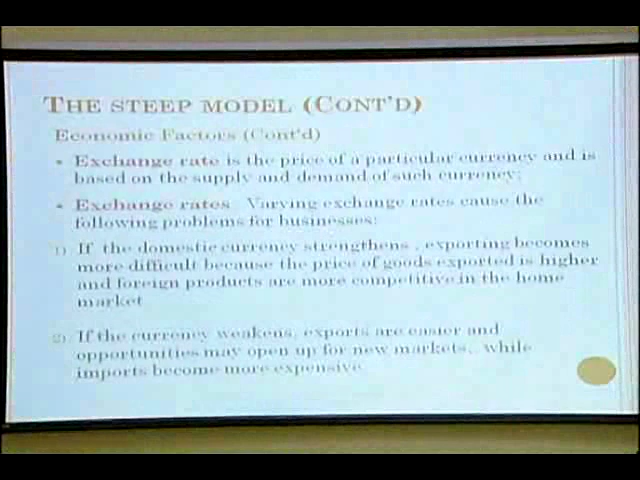 THE STEEP MODEL (CONT'D)
Economic Factors (Cont'd)
• Exchange rate is the price of a particular currency and is
based on the supply and demand of such currency;
• Exchange rates. Varying exchange rates cause the
following problems for businesses:
1) If the domestic currency strengthens , exporting becomes
more difficult because the price of goods exported is higher
and foreign products are more competitive in the home
market
2) If the currency weakens, exports are easier and
opportunities may open up for new markets, while
imports become more expensive